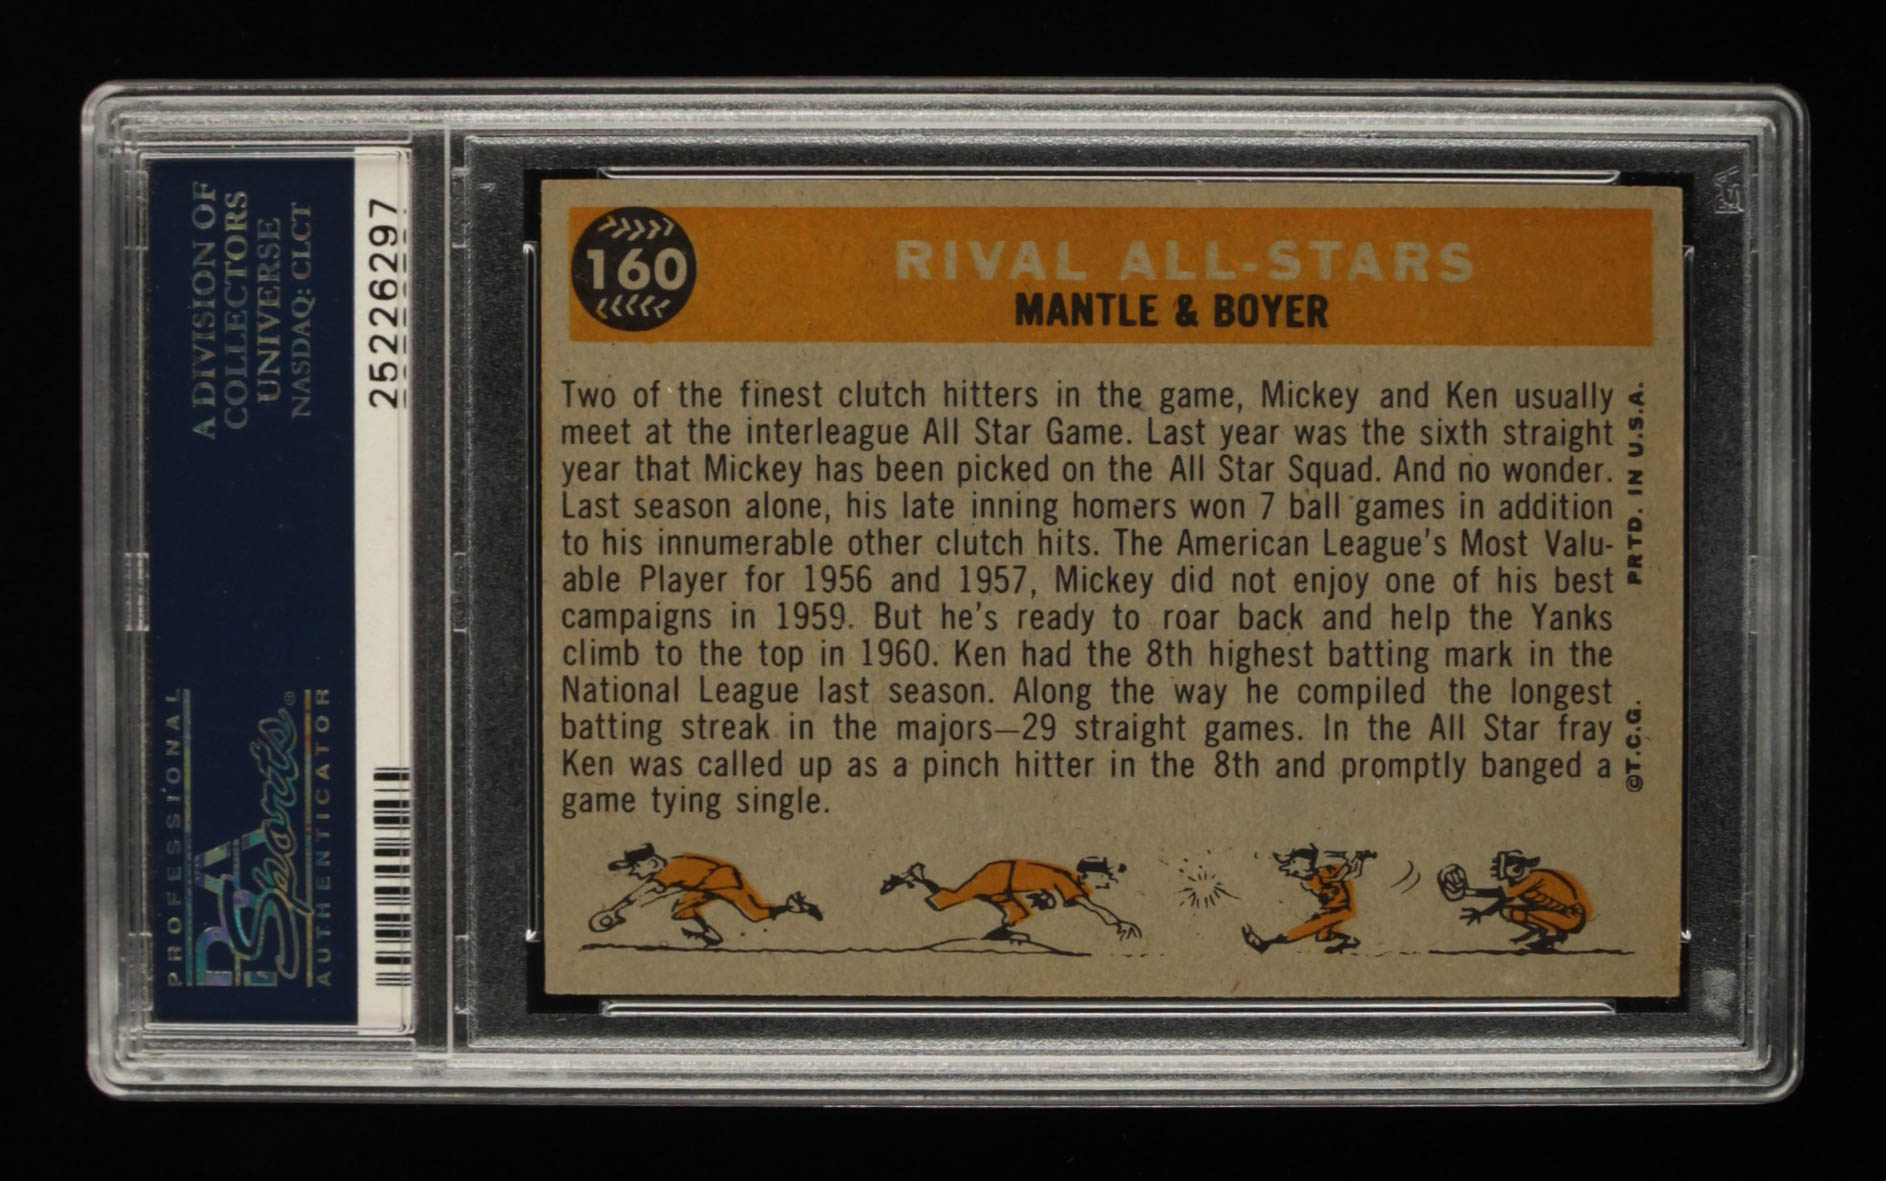 A DIVISION OF
COLLECTORS
UNIVERSE
NASDAQ: CLCT
25226297
PROFESSIONAL
PSA
Sports®
AUTHENTICATOR
160
RIVAL ALL-STARS
MANTLE & BOYER
Two of the finest clutch hitters in the game, Mickey and Ken usually
meet at the interleague All Star Game. Last year was the sixth straight
year that Mickey has been picked on the All Star Squad. And no wonder.
Last season alone, his late inning homers won 7 ball games in addition
to his innumerable other clutch hits. The American League's Most Valu-
able Player for 1956 and 1957, Mickey did not enjoy one of his best
campaigns in 1959. But he's ready to roar back and help the Yanks
climb to the top in 1960. Ken had the 8th highest batting mark in the
National League last season. Along the way he compiled the longest
batting streak in the majors—29 straight games. In the All Star fray
Ken was called up as a pinch hitter in the 8th and promptly banged a
game tying single.
©T.C.G. PRTD. IN U.S.A.
PSA